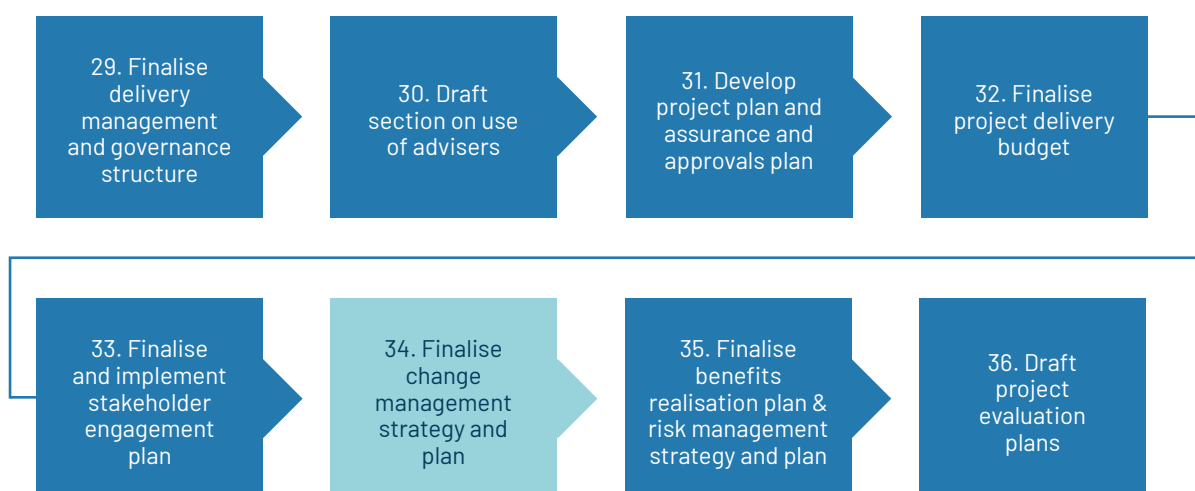 29. Finalise
delivery
management
and governance
structure
30. Draft
section on use
of advisers
31. Develop
project plan and
assurance and
approvals plan
32. Finalise
project delivery
budget
33. Finalise
and implement
stakeholder
engagement
plan
34. Finalise
change
management
strategy and
plan
35. Finalise
benefits
realisation plan &
risk management
strategy and plan
36. Draft
project
evaluation
plans